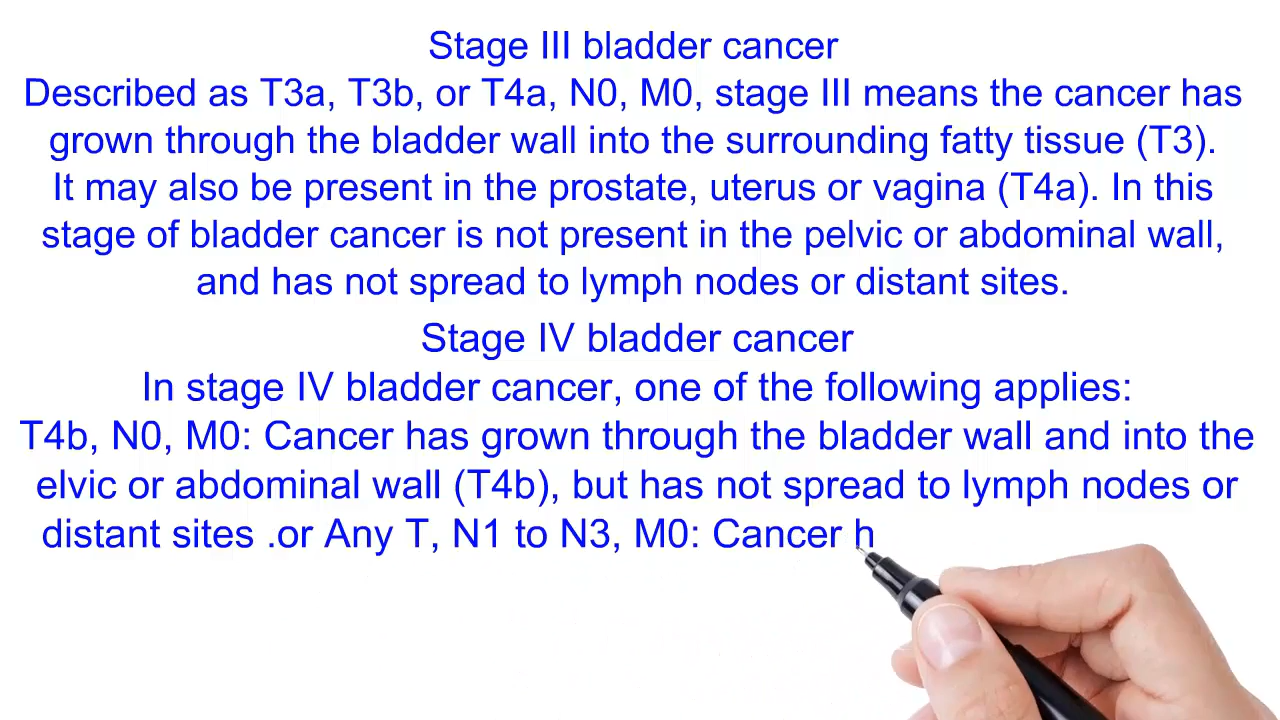 Stage III bladder cancer
Described as T3a, T3b, or T4a, N0, M0, stage III means the cancer has
grown through the bladder wall into the surrounding fatty tissue (T3).
It may also be present in the prostate, uterus or vagina (T4a). In this
stage of bladder cancer is not present in the pelvic or abdominal wall,
and has not spread to lymph nodes or distant sites.
Stage IV bladder cancer
In stage IV bladder cancer, one of the following applies:
T4b, N0, M0: Cancer has grown through the bladder wall and into the
elvic or abdominal wall (T4b), but has not spread to lymph nodes or
distant sites .or Any T, N1 to N3, M0: Cancer h